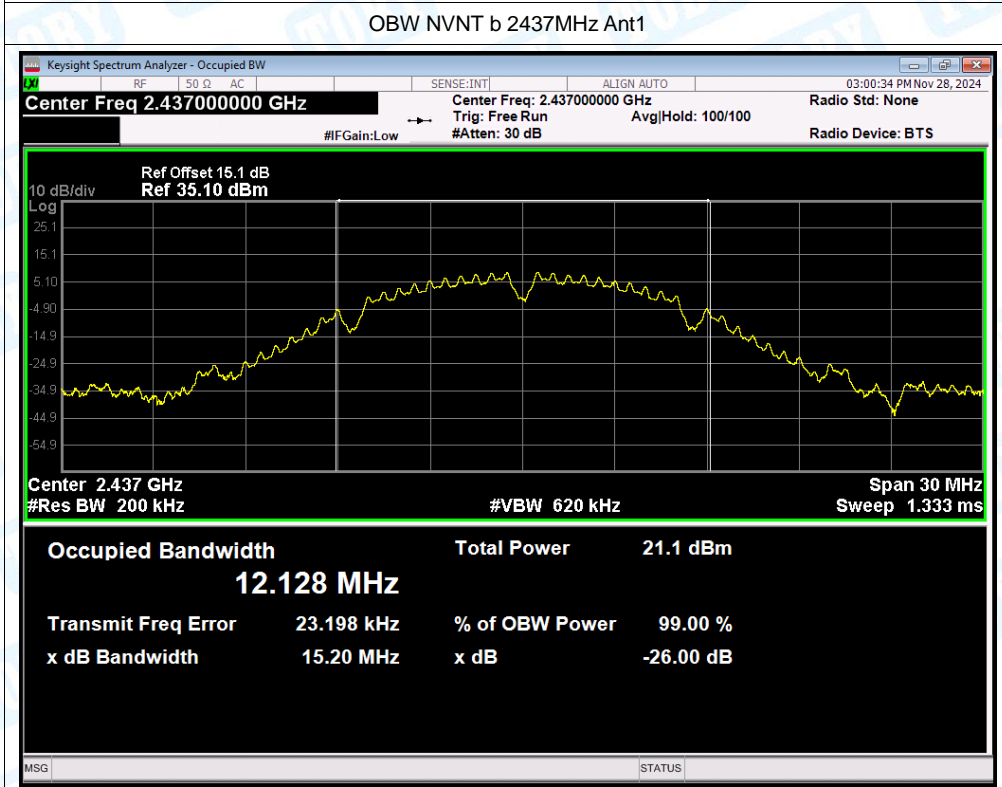 OBW NVNT b 2437MHz Ant1
Keysight Spectrum Analyzer - Occupied BW
LXI RF 50 Ω AC SENSE:INT ALIGN AUTO 03:00:34 PM Nov 28, 2024
Center Freq 2.437000000 GHz Center Freq: 2.437000000 GHz Radio Std: None
Trig: Free Run Avg|Hold: 100/100
#IFGain:Low #Atten: 30 dB Radio Device: BTS
Ref Offset 15.1 dB
10 dB/div Ref 35.10 dBm
Log
25.1
15.1
5.10
-4.90
-14.9
-24.9
-34.9
-44.9
-54.9
Center 2.437 GHz Span 30 MHz
#Res BW 200 kHz #VBW 620 kHz Sweep 1.333 ms
Occupied Bandwidth Total Power 21.1 dBm
12.128 MHz
Transmit Freq Error 23.198 kHz % of OBW Power 99.00 %
x dB Bandwidth 15.20 MHz x dB -26.00 dB
MSG STATUS